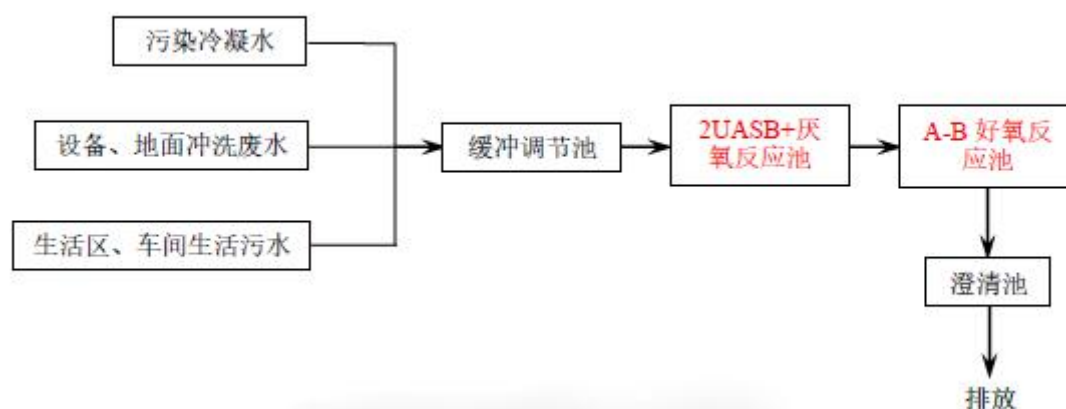 污染冷凝水
设备、地面冲洗废水
生活区、车间生活污水
缓冲调节池
2UASB+厌
氧反应池
A-B 好氧反
应池
澄清池
排放